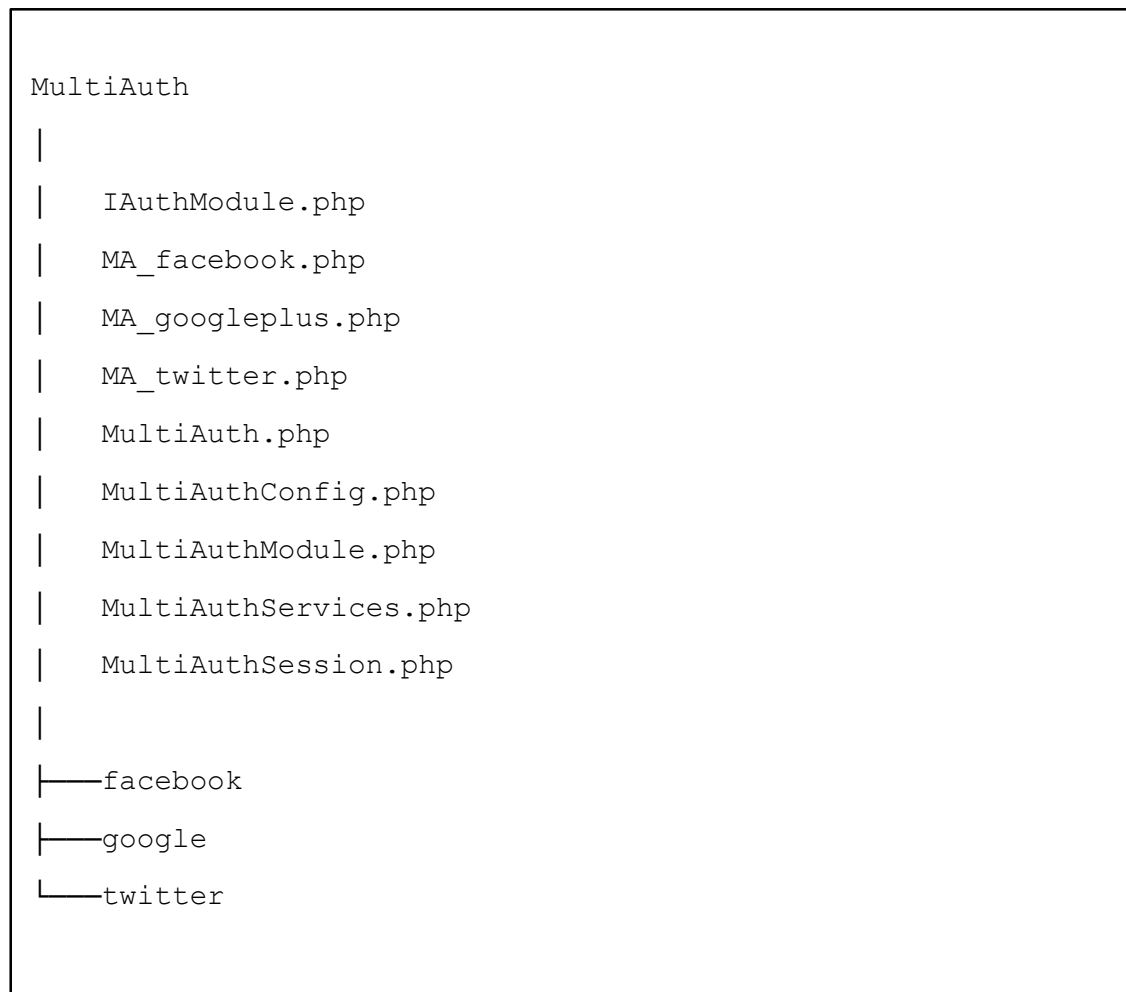 MultiAuth
│
│   IAuthModule.php
│   MA_facebook.php
│   MA_googleplus.php
│   MA_twitter.php
│   MultiAuth.php
│   MultiAuthConfig.php
│   MultiAuthModule.php
│   MultiAuthServices.php
│   MultiAuthSession.php
│
├───facebook
├───google
└───twitter